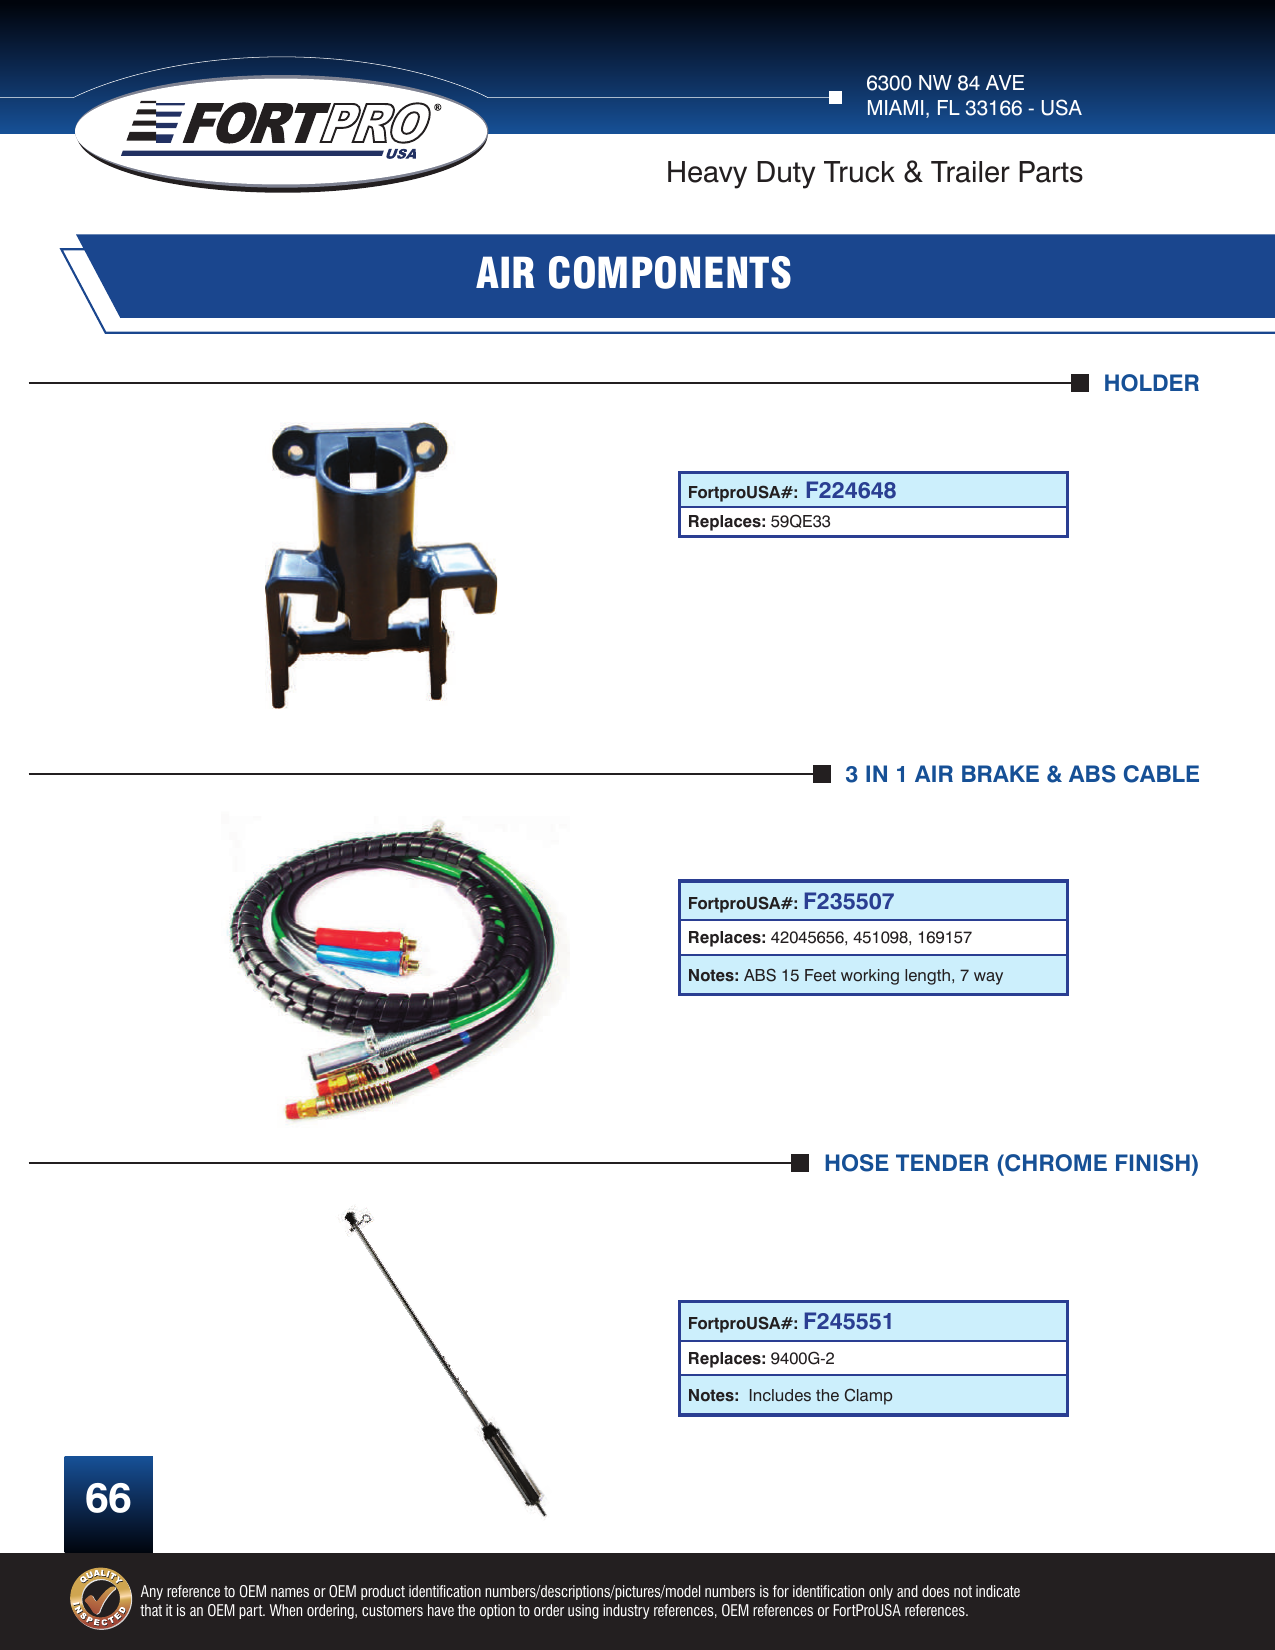 FORTPRO®
USA
6300 NW 84 AVE
MIAMI, FL 33166 - USA
Heavy Duty Truck & Trailer Parts
AIR COMPONENTS
HOLDER
FortproUSA#: F224648
Replaces: 59QE33
3 IN 1 AIR BRAKE & ABS CABLE
FortproUSA#: F235507
Replaces: 42045656, 451098, 169157
Notes: ABS 15 Feet working length, 7 way
HOSE TENDER (CHROME FINISH)
FortproUSA#: F245551
Replaces: 9400G-2
Notes: Includes the Clamp
66
QUALITY
INSPECTED
Any reference to OEM names or OEM product identification numbers/descriptions/pictures/model numbers is for identification only and does not indicate
that it is an OEM part. When ordering, customers have the option to order using industry references, OEM references or FortProUSA references.